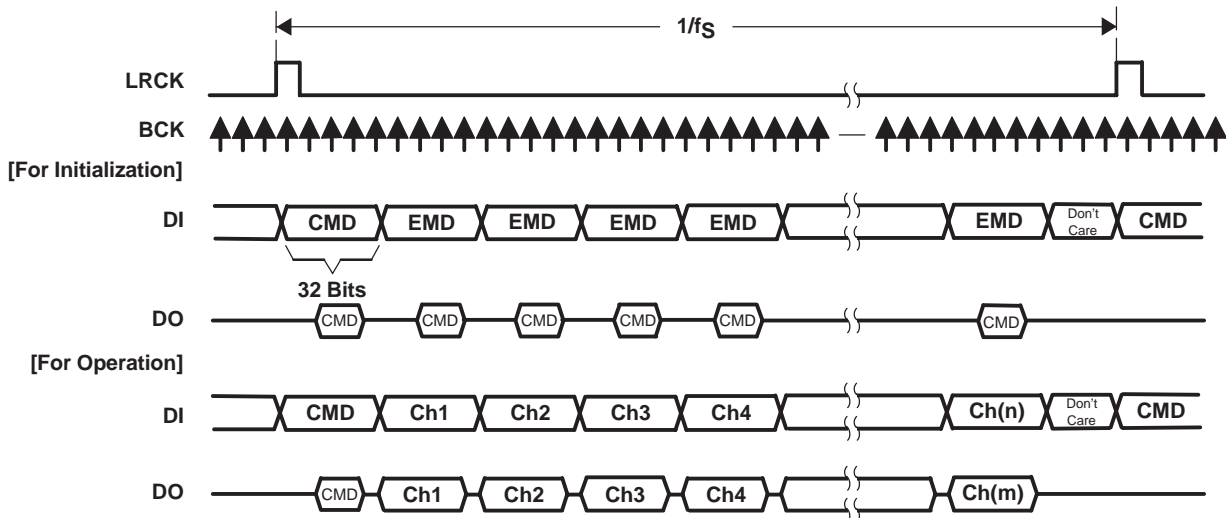 1/fS
LRCK
BCK
[For Initialization]
DI CMD EMD EMD EMD EMD EMD Don't Care CMD
32 Bits
DO CMD CMD CMD CMD CMD CMD
[For Operation]
DI CMD Ch1 Ch2 Ch3 Ch4 Ch(n) Don't Care CMD
DO CMD Ch1 Ch2 Ch3 Ch4 Ch(m)